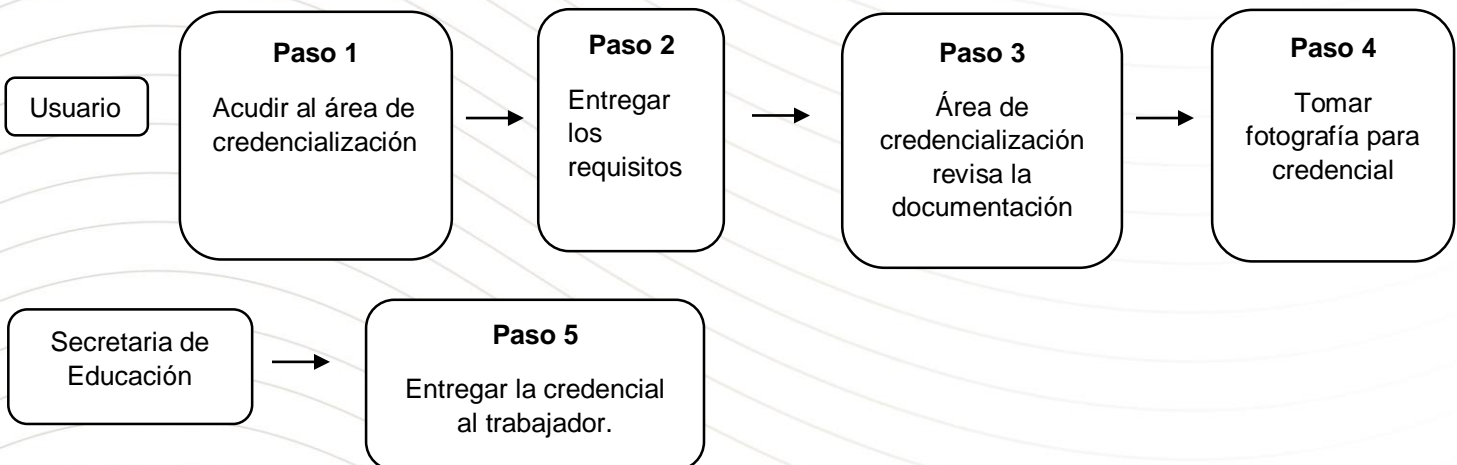 Usuario
Paso 1
Acudir al área de
credencialización
Paso 2
Entregar
los
requisitos
Paso 3
Área de
credencialización
revisa la
documentación
Paso 4
Tomar
fotografía para
credencial
Secretaria de
Educación
Paso 5
Entregar la credencial
al trabajador.